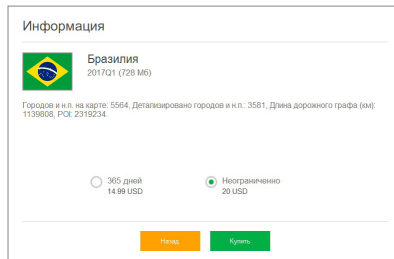 Информация
Бразилия
2017Q1 (728 Мб)
Городов и н.п. на карте: 5564, Детализировано городов и н.п.: 3581, Длина дорожного графа (км):
1139808, POI: 2319234.
365 дней
14.99 USD
Неограниченно
20 USD
Назад
Купить